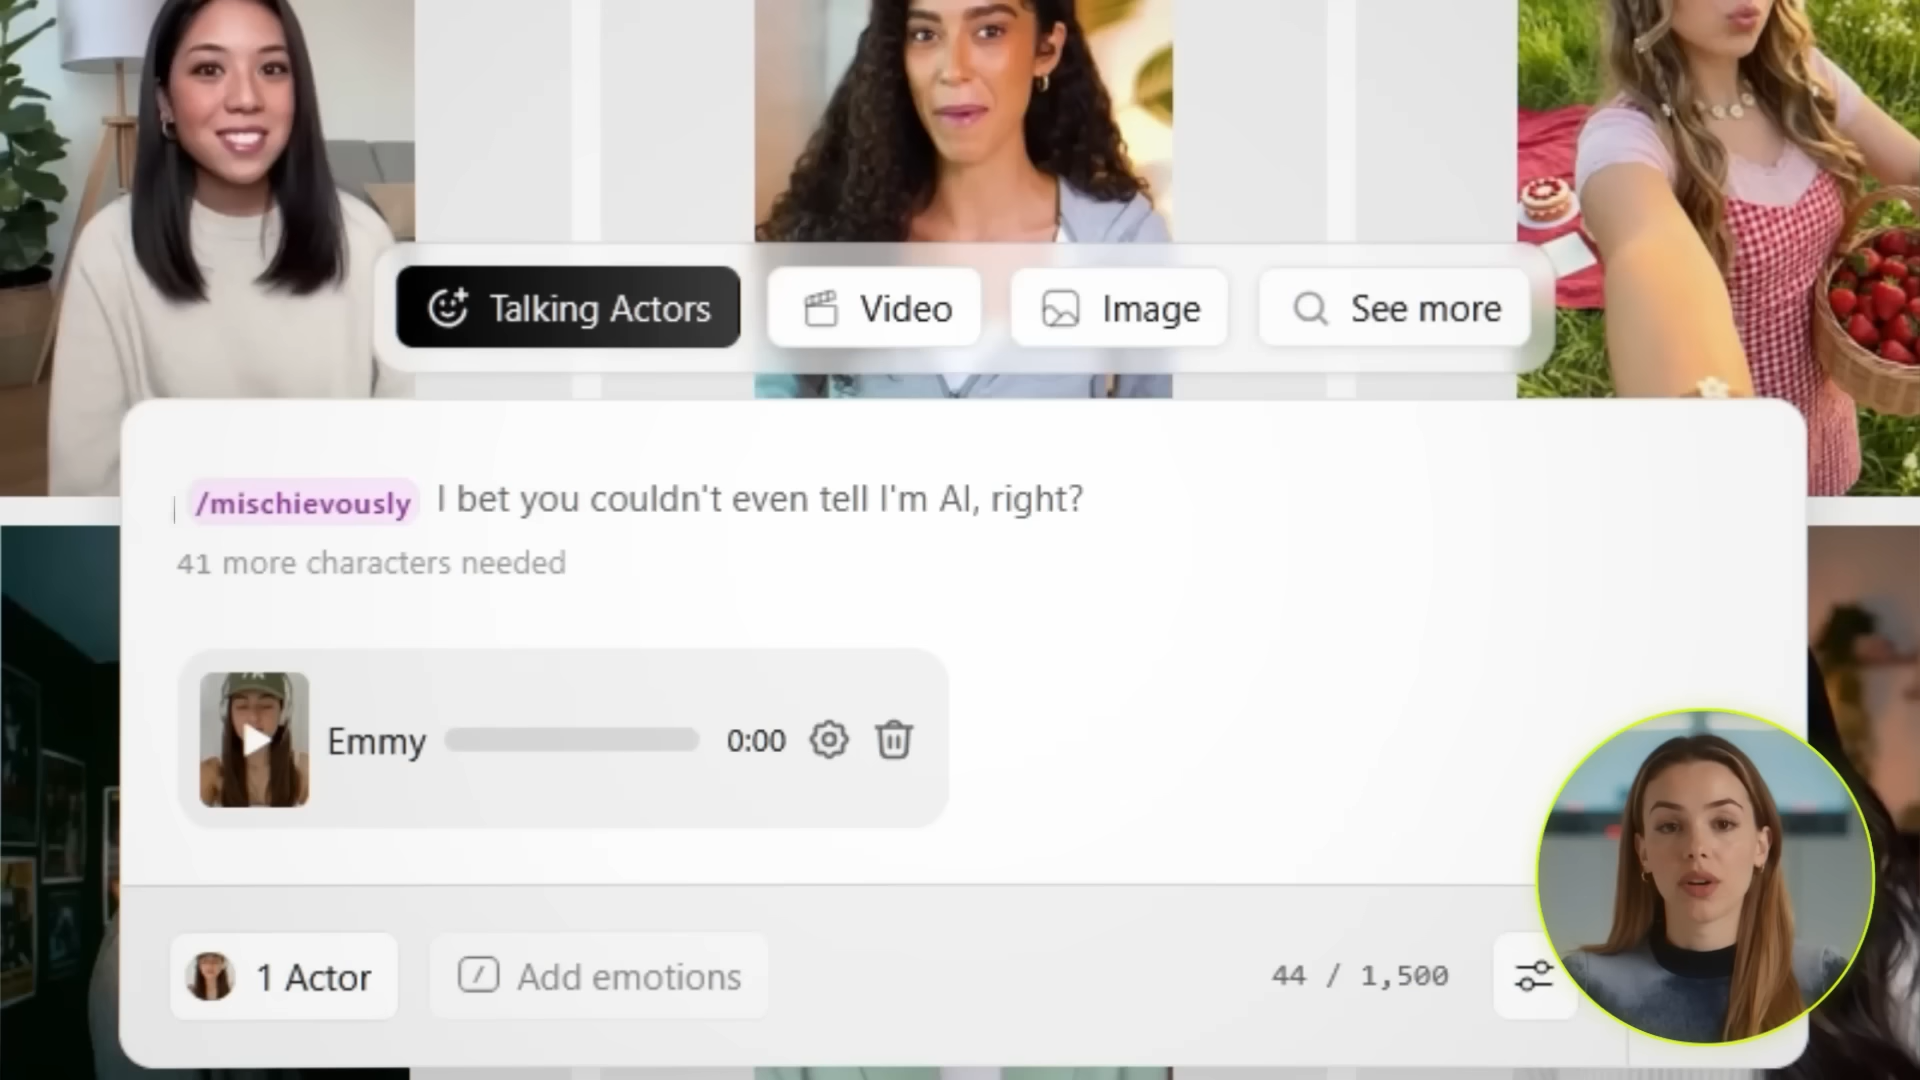 Talking Actors
Video
Image
See more
/mischievously I bet you couldn't even tell I'm AI, right?
41 more characters needed
Emmy
0:00
1 Actor
/ Add emotions
44 / 1,500